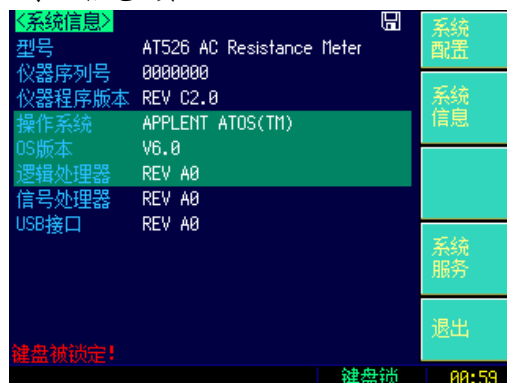 <系统信息>
型号 AT526 AC Resistance Meter
仪器序列号 0000000
仪器程序版本 REV C2.0
操作系统 APPLENT ATOS(TM)
OS版本 V6.0
逻辑处理器 REV A0
信号处理器 REV A0
USB接口 REV A0
键盘被锁定!
系统
配置
系统
信息
系统
服务
退出
键盘锁 00:59